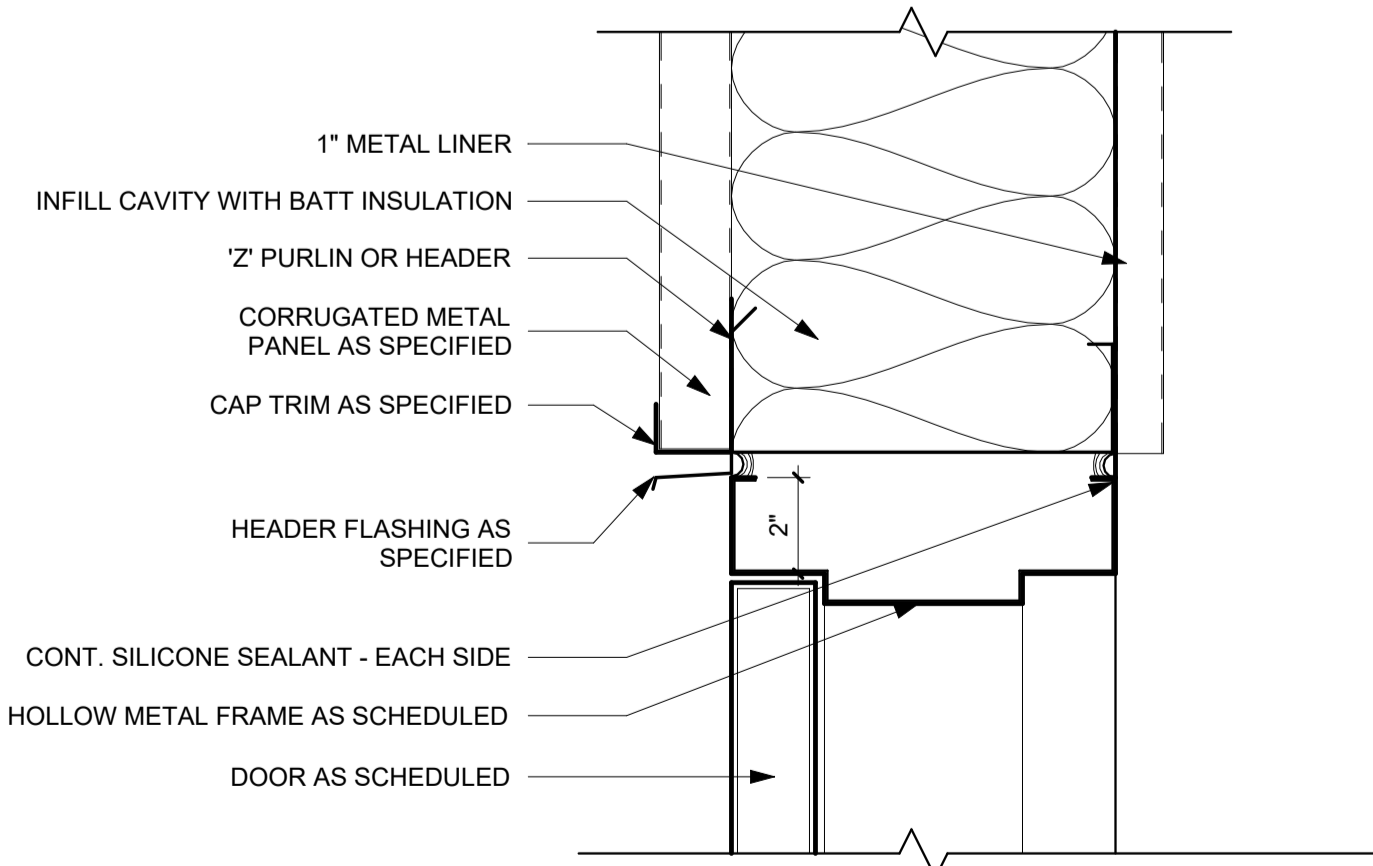 1" METAL LINER
INFILL CAVITY WITH BATT INSULATION
'Z' PURLIN OR HEADER
CORRUGATED METAL
PANEL AS SPECIFIED
CAP TRIM AS SPECIFIED
HEADER FLASHING AS
SPECIFIED
2"
CONT. SILICONE SEALANT - EACH SIDE
HOLLOW METAL FRAME AS SCHEDULED
DOOR AS SCHEDULED